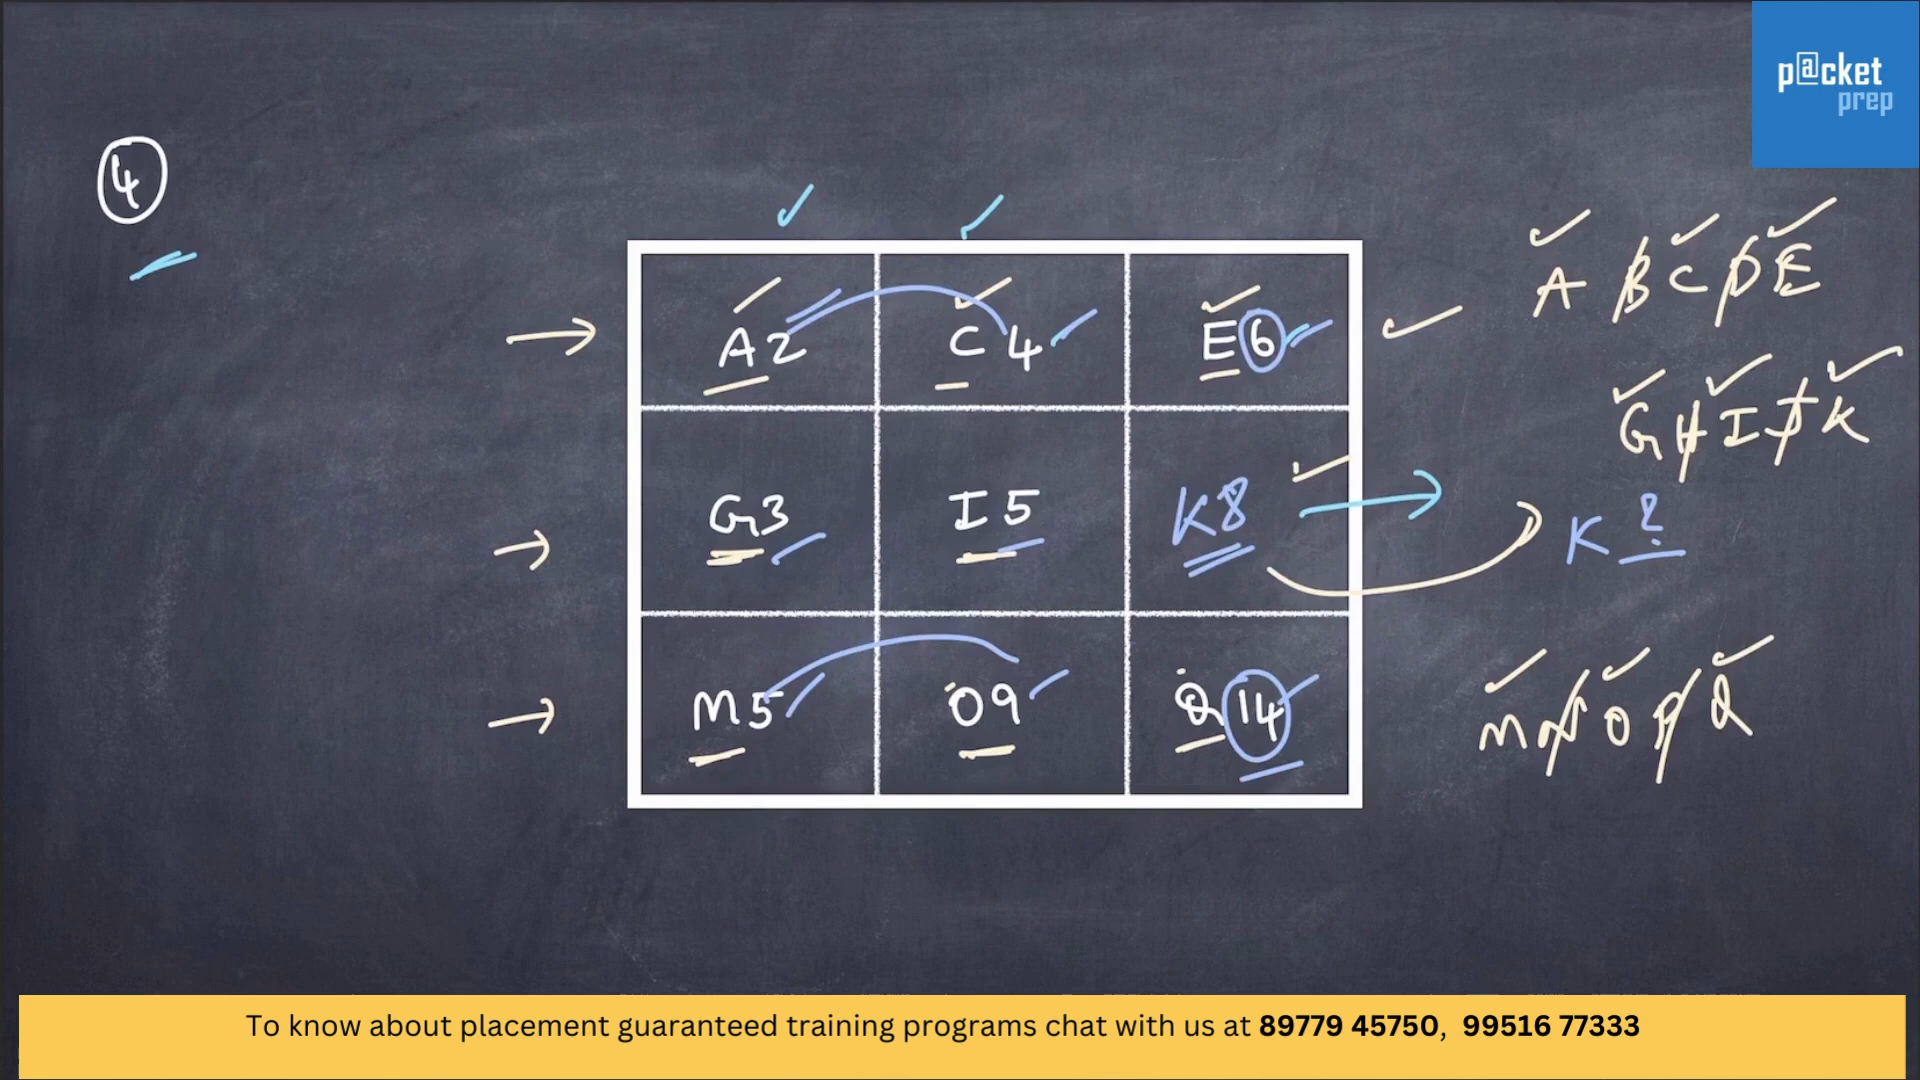 p@cket
prep
4
A B C D E
A2 C4 E6
G H I J K
G3 I5 K8
K ?
M5 O9 Q14
M N O P Q
To know about placement guaranteed training programs chat with us at 89779 45750, 99516 77333